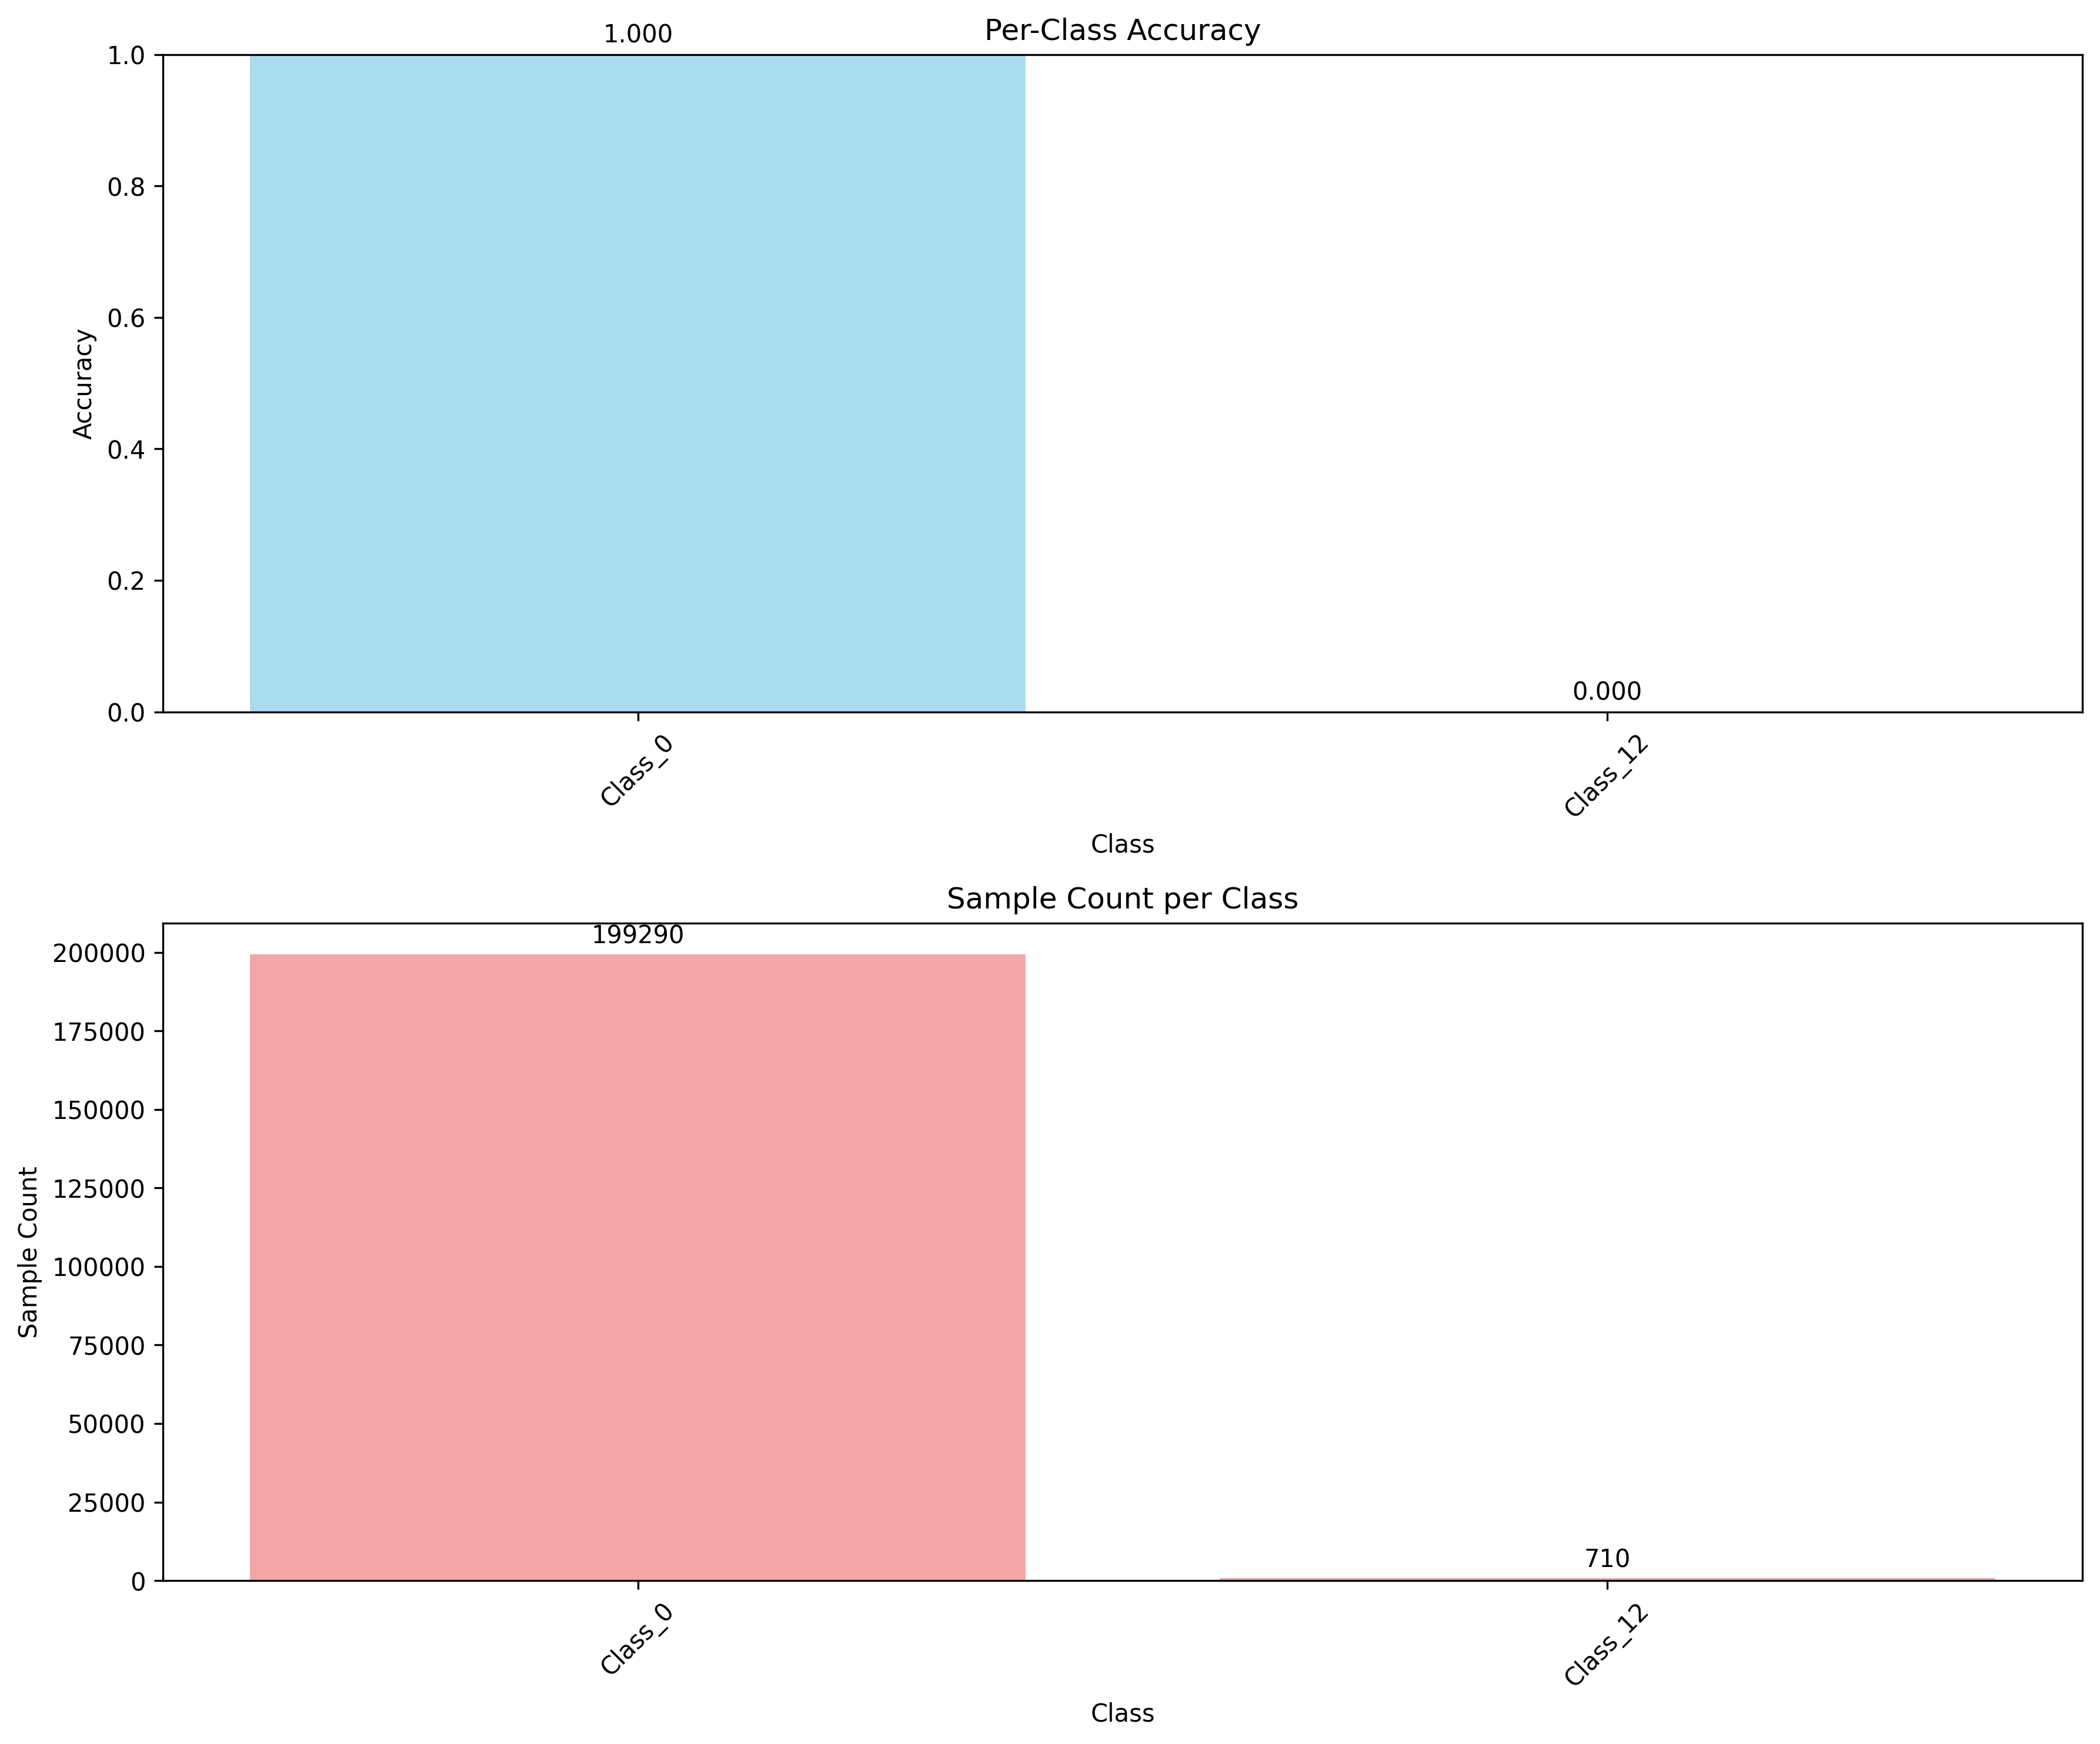 Per-Class Accuracy
1.000
1.0
0.8
0.6
0.4
0.2
0.0
Accuracy
0.000
Class_0
Class_12
Class
Sample Count per Class
199290
200000
175000
150000
125000
100000
75000
50000
25000
0
Sample Count
710
Class_0
Class_12
Class